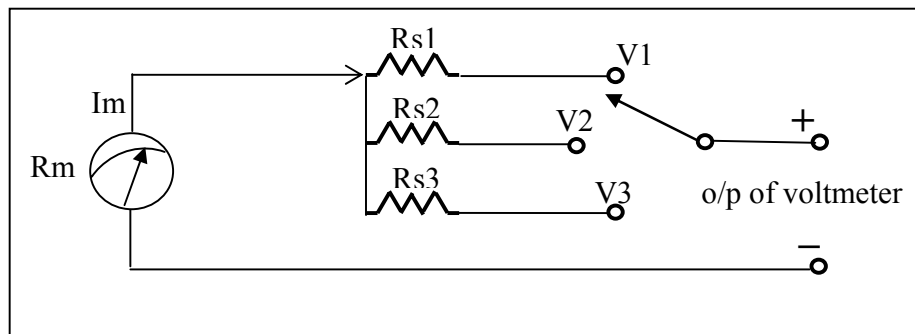 Rs1
V1
Im
Rs2
V2
+
Rm
Rs3
V3
o/p of voltmeter
−